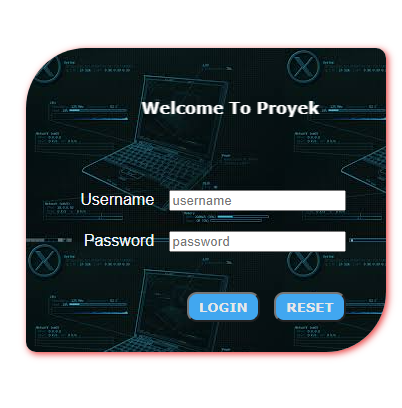 Welcome To Proyek
Username username
Password password
LOGIN RESET